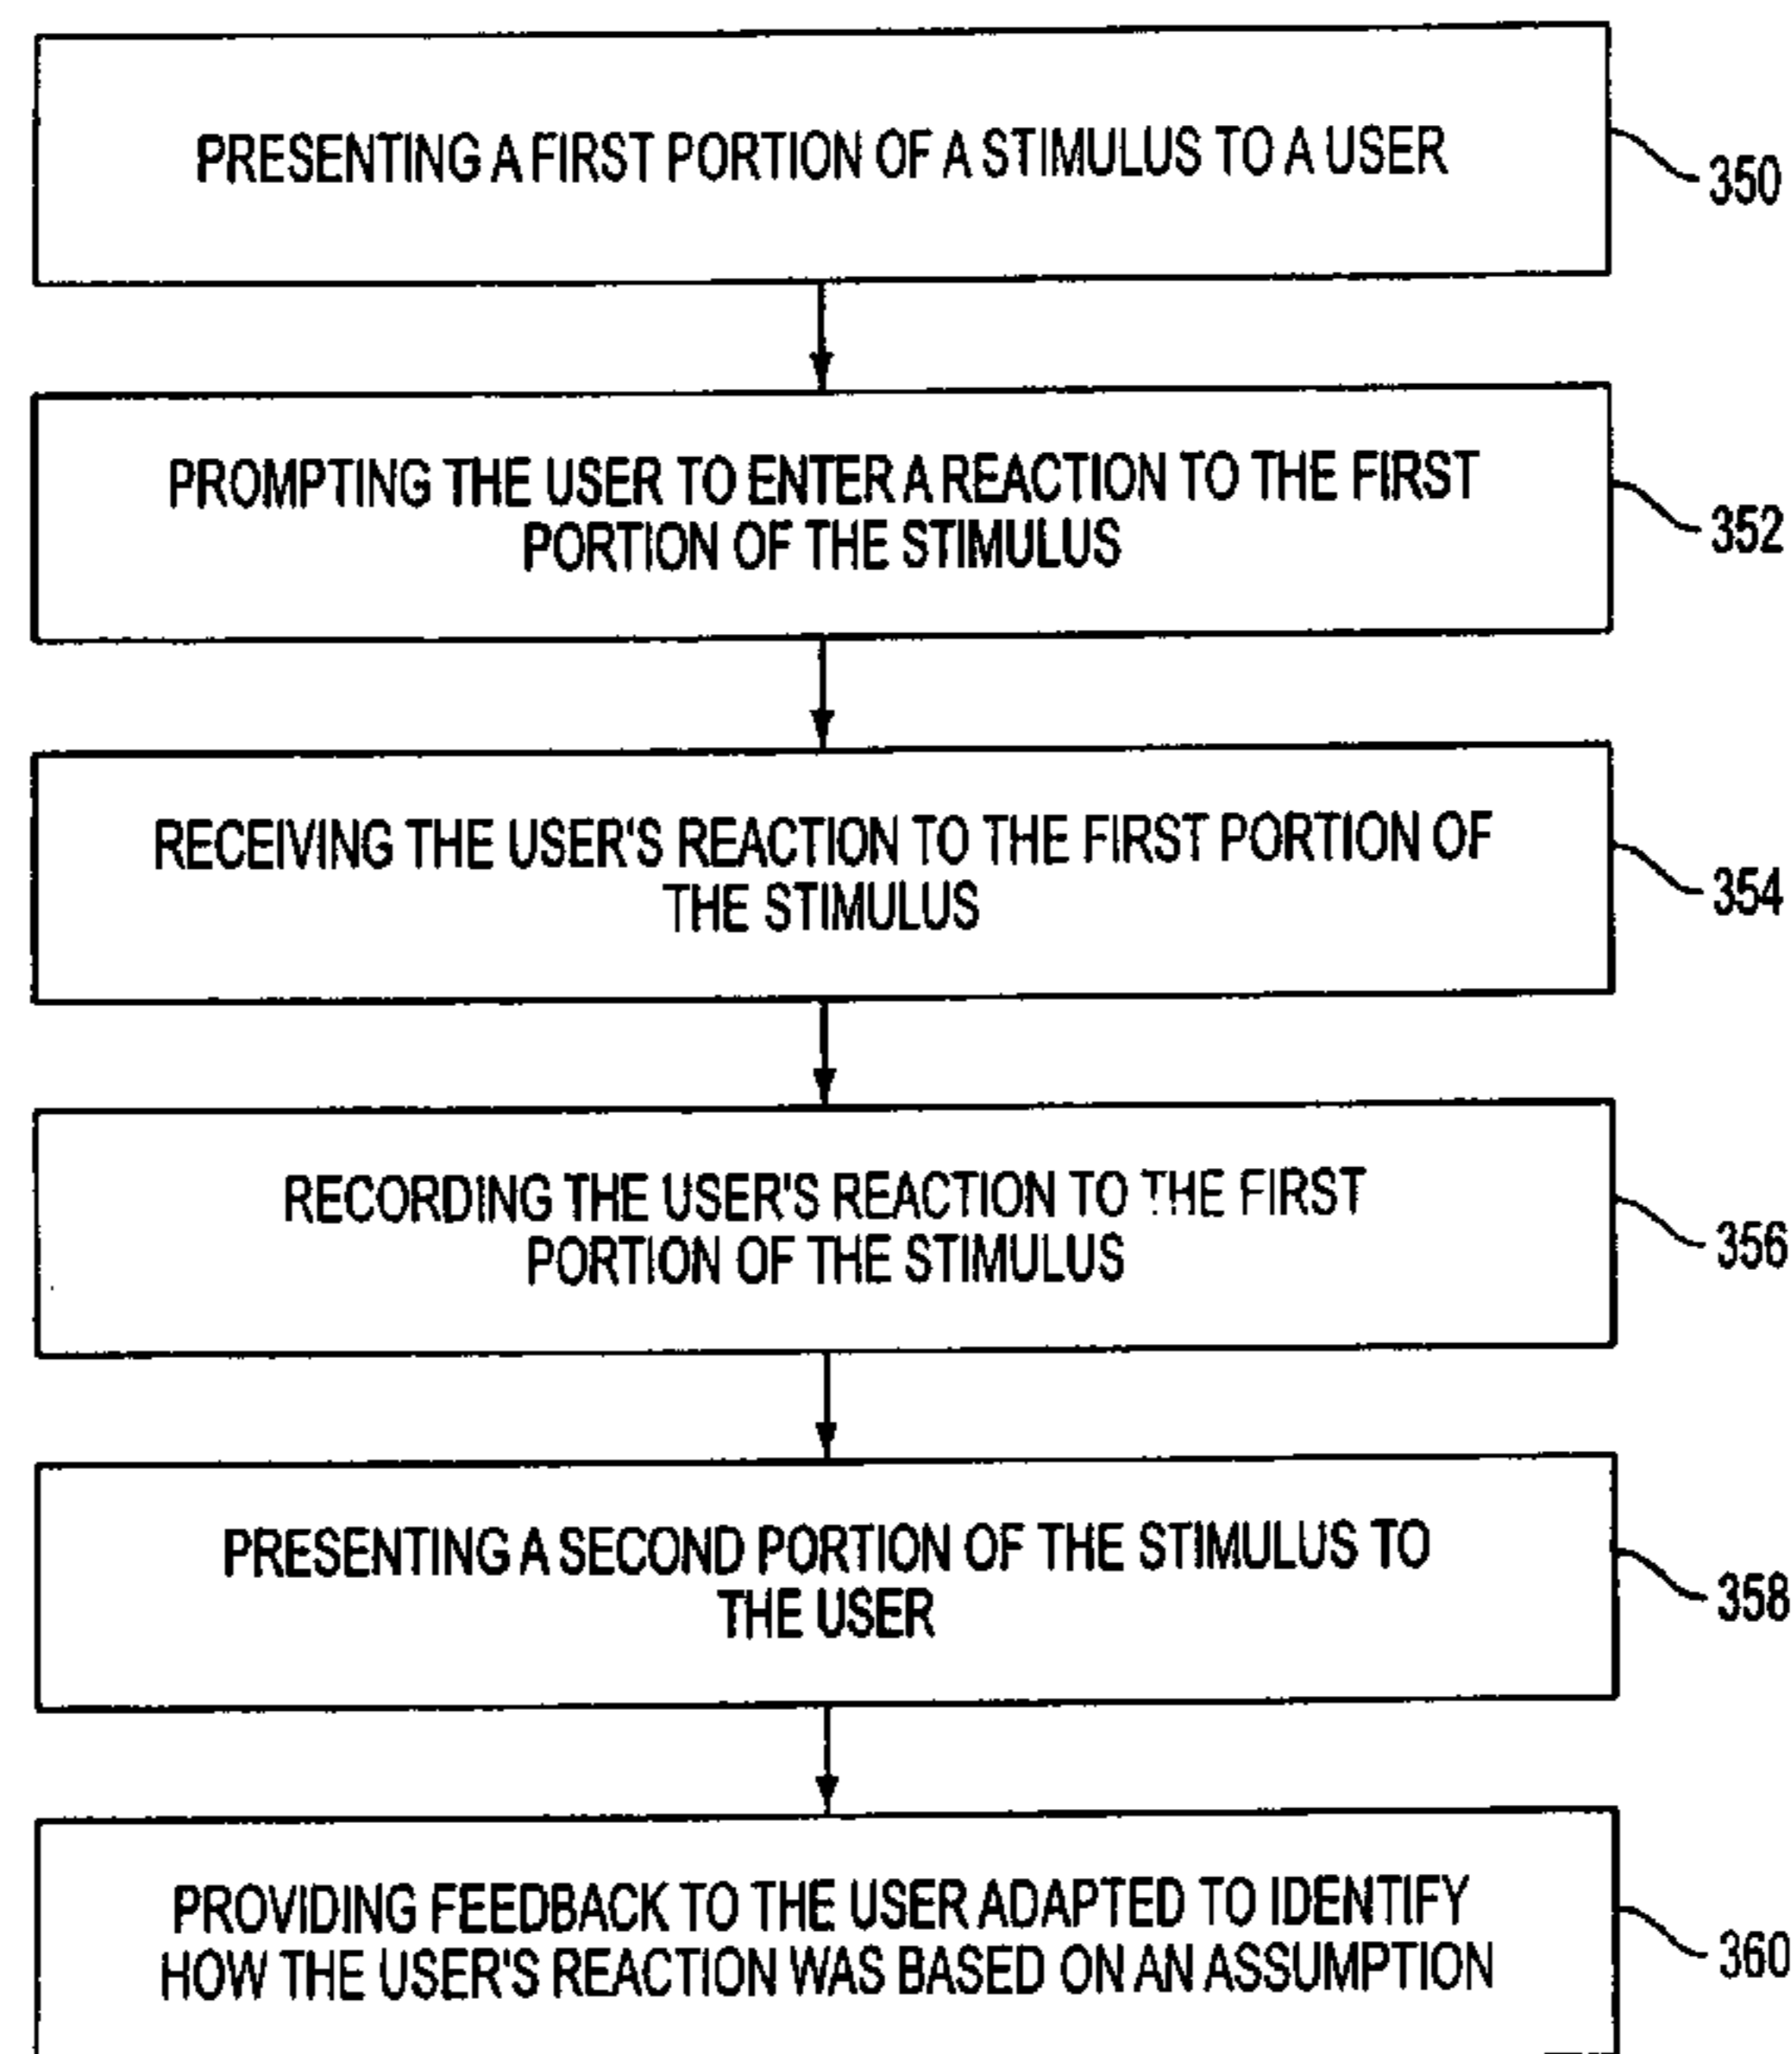 PRESENTING A FIRST PORTION OF A STIMULUS TO A USER
350
PROMPTING THE USER TO ENTER A REACTION TO THE FIRST
PORTION OF THE STIMULUS
352
RECEIVING THE USER'S REACTION TO THE FIRST PORTION OF
THE STIMULUS
354
RECORDING THE USER'S REACTION TO THE FIRST
PORTION OF THE STIMULUS
356
PRESENTING A SECOND PORTION OF THE STIMULUS TO
THE USER
358
PROVIDING FEEDBACK TO THE USER ADAPTED TO IDENTIFY
HOW THE USER'S REACTION WAS BASED ON AN ASSUMPTION
360